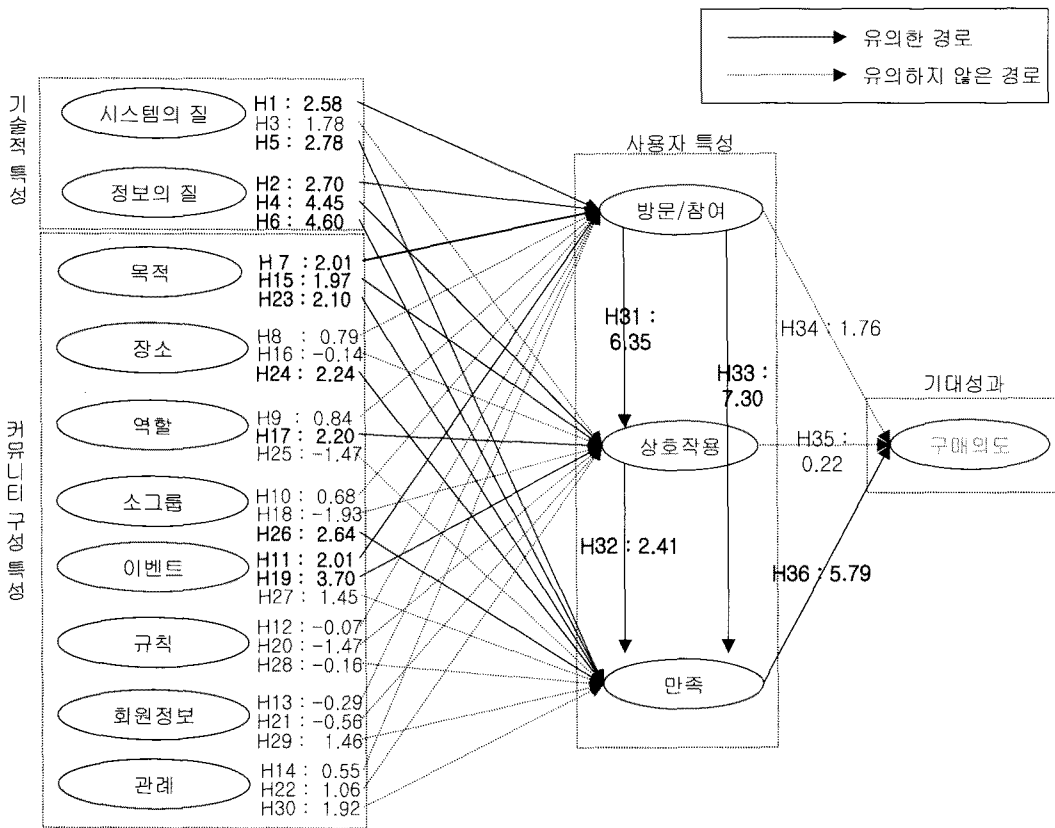 유의한 경로
유의하지 않은 경로
기술적 특성
시스템의 질
H1 : 2.58
H3 : 1.78
H5 : 2.78
정보의 질
H2 : 2.70
H4 : 4.45
H6 : 4.60
커뮤니티 구성 특성
목적
H 7 : 2.01
H15 : 1.97
H23 : 2.10
장소
H8 : 0.79
H16 : -0.14
H24 : 2.24
역할
H9 : 0.84
H17 : 2.20
H25 : -1.47
소그룹
H10 : 0.68
H18 : -1.93
H26 : 2.64
이벤트
H11 : 2.01
H19 : 3.70
H27 : 1.45
규칙
H12 : -0.07
H20 : -1.47
H28 : -0.16
회원정보
H13 : -0.29
H21 : -0.56
H29 : 1.46
관례
H14 : 0.55
H22 : 1.06
H30 : 1.92
사용자 특성
방문/참여
H31 :
6.35
H33 :
7.30
상호작용
H32 : 2.41
만족
H34 : 1.76
H35 :
0.22
H36 : 5.79
기대성과
구매의도